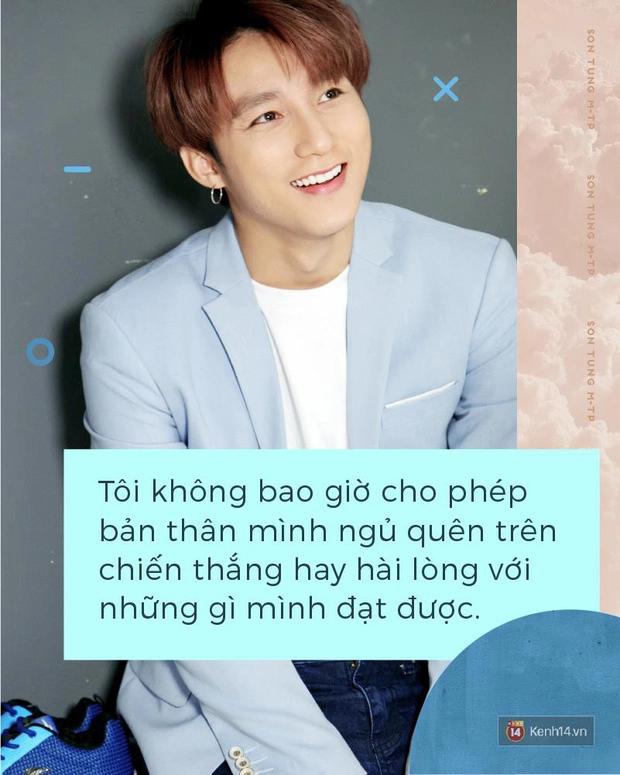 SON TUNG M-TP
SON TUNG M-TP
SON TUNG M-TP
Tôi không bao giờ cho phép
bản thân mình ngủ quên trên
chiến thắng hay hài lòng với
những gì mình đạt được.
14
Kenh14.vn